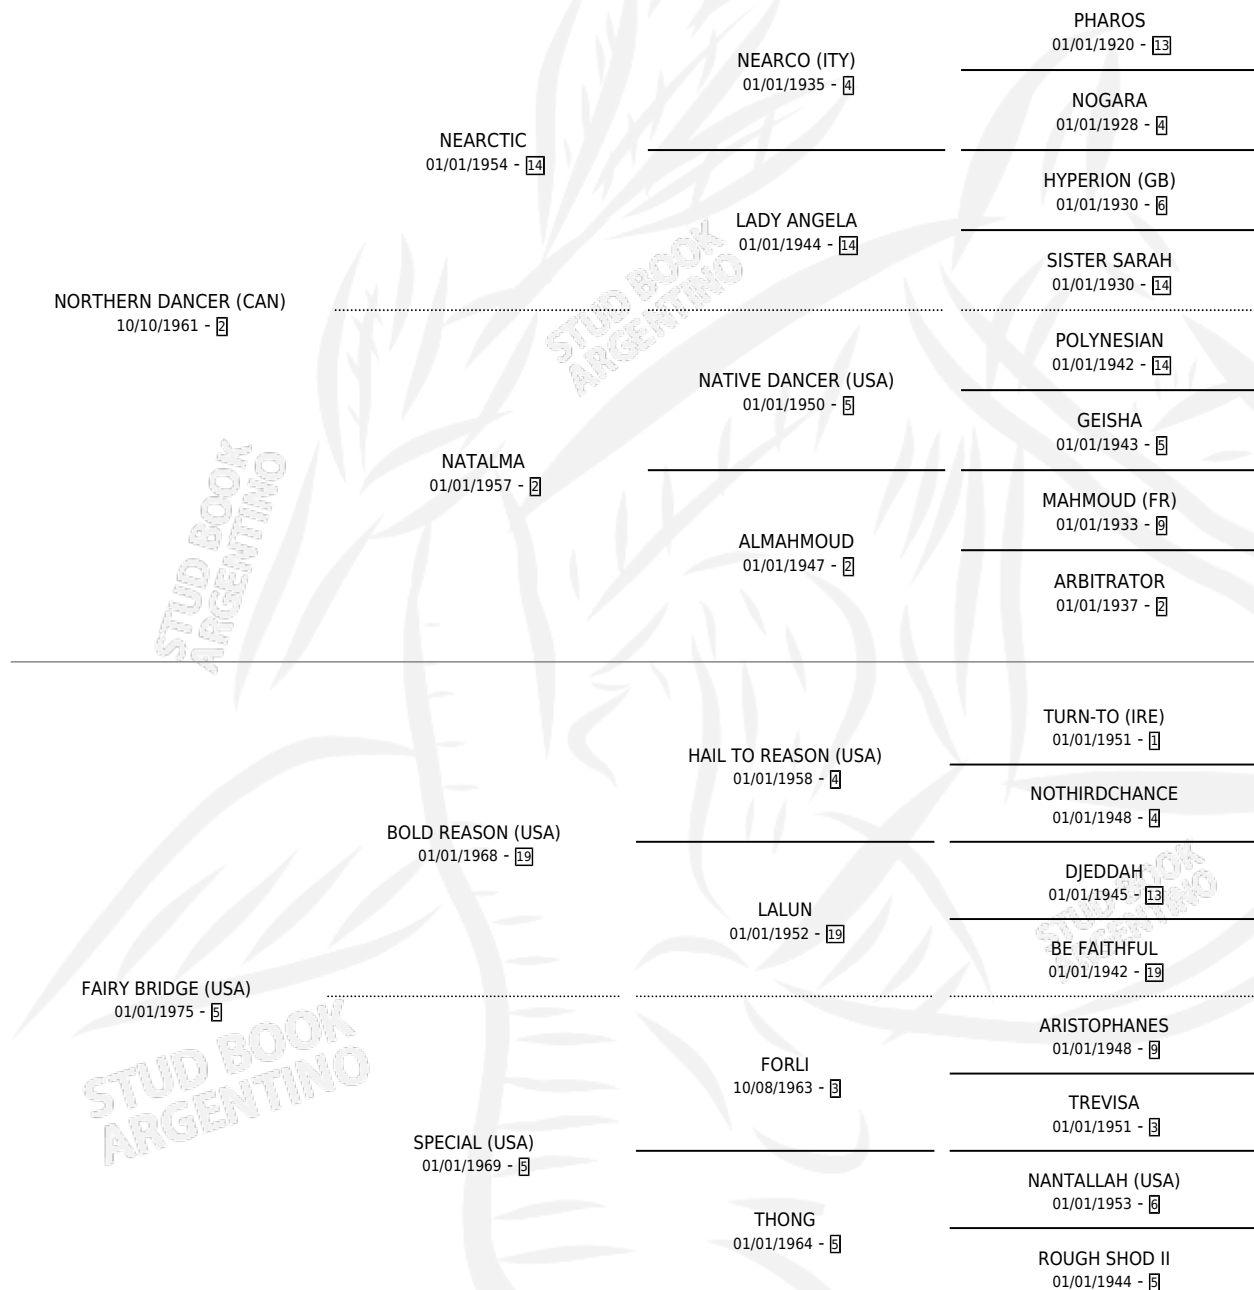 NORTHERN DANCER (CAN)
10/10/1961 - 2
NEARCTIC
01/01/1954 - 14
NATALMA
01/01/1957 - 2
NEARCO (ITY)
01/01/1935 - 4
LADY ANGELA
01/01/1944 - 14
NATIVE DANCER (USA)
01/01/1950 - 5
ALMAHMOUD
01/01/1947 - 2
PHAROS
01/01/1920 - 13
NOGARA
01/01/1928 - 4
HYPERION (GB)
01/01/1930 - 6
SISTER SARAH
01/01/1930 - 14
POLYNESIAN
01/01/1942 - 14
GEISHA
01/01/1943 - 5
MAHMOUD (FR)
01/01/1933 - 9
ARBITRATOR
01/01/1937 - 2
FAIRY BRIDGE (USA)
01/01/1975 - 5
BOLD REASON (USA)
01/01/1968 - 19
SPECIAL (USA)
01/01/1969 - 5
HAIL TO REASON (USA)
01/01/1958 - 4
LALUN
01/01/1952 - 19
FORLI
10/08/1963 - 3
THONG
01/01/1964 - 5
TURN-TO (IRE)
01/01/1951 - 1
NOTHIRDCHANCE
01/01/1948 - 4
DJEDDAH
01/01/1945 - 13
BE FAITHFUL
01/01/1942 - 19
ARISTOPHANES
01/01/1948 - 9
TREVISA
01/01/1951 - 3
NANTALLAH (USA)
01/01/1953 - 6
ROUGH SHOD II
01/01/1944 - 5
STUD BOOK
ARGENTINO
STUD BOOK
ARGENTINO
STUD BOOK
ARGENTINO
STUD BOOK
ARGENTINO